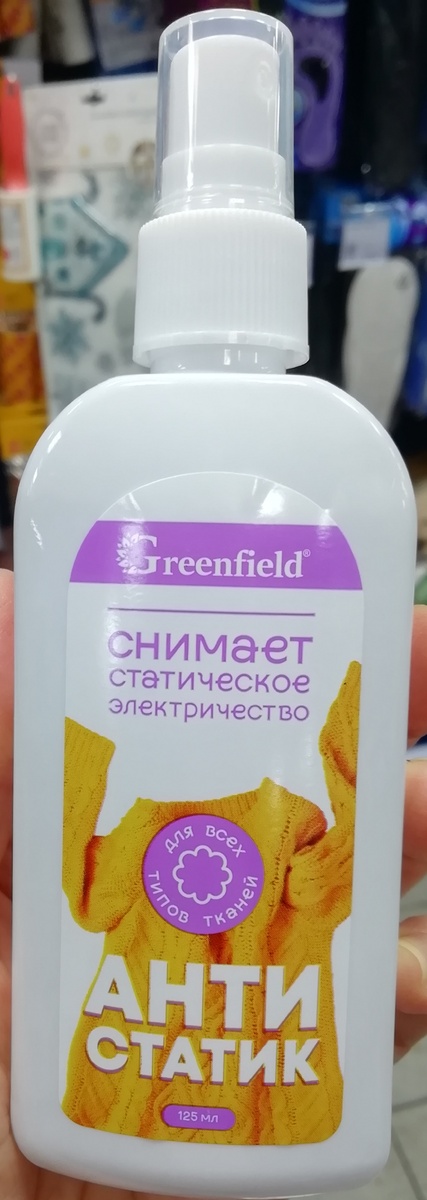 Greenfield®
СНИМАЕТ
СТАТИЧЕСКОЕ
ЭЛЕКТРИЧЕСТВО
ДЛЯ ВСЕХ
ТИПОВ ТКАНЕЙ
АНТИ
СТАТИК
125 МЛ